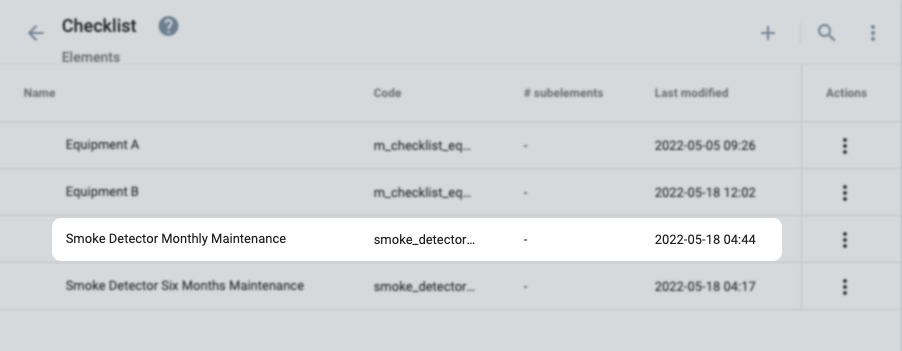 Checklist ?
Elements
Name Code # subelements Last modified Actions
Equipment A m_checklist_eq... - 2022-05-05 09:26
Equipment B m_checklist_eq... - 2022-05-18 12:02
Smoke Detector Monthly Maintenance smoke_detector... - 2022-05-18 04:44
Smoke Detector Six Months Maintenance smoke_detector... - 2022-05-18 04:17